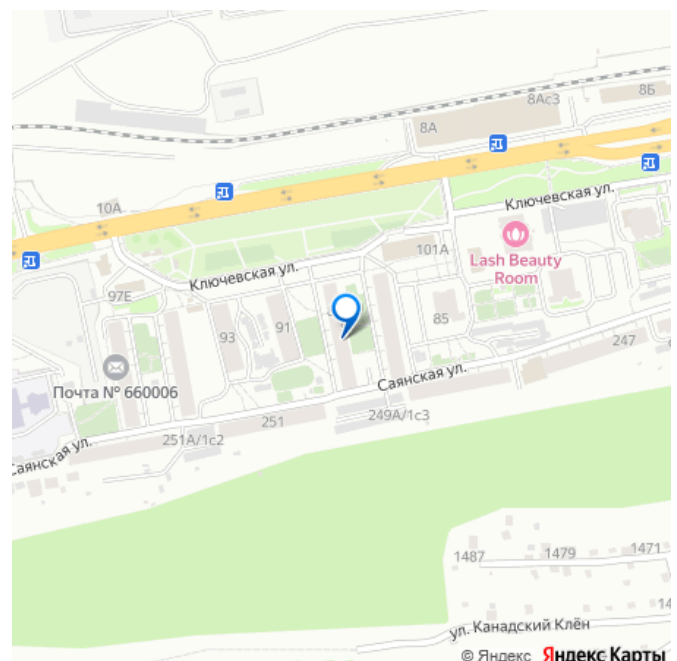 8Б
8Ас3
8А
10А
Ключевская ул.
101А
Lash Beauty
Room
Ключевская ул.
97Е
93
91
85
247
Почта № 660006
Саянская ул.
251
249А/1с3
251А/1с2
Саянская ул.
1487
1479
1471
14
ул. Канадский Клён
© Яндекс Яндекс Карты